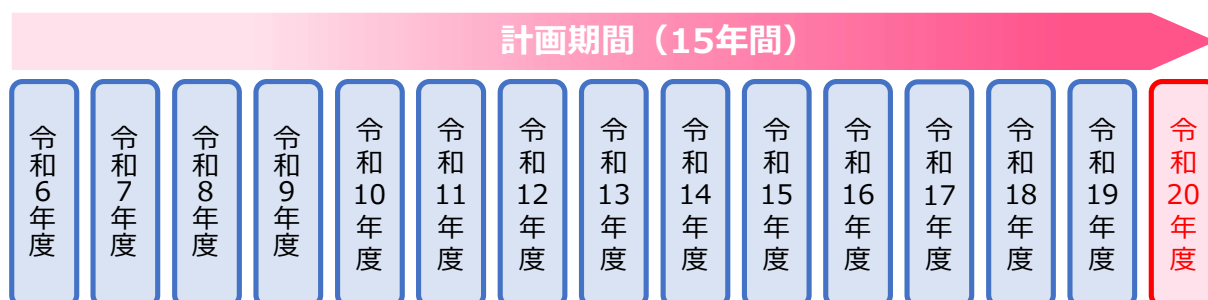 計画期間（15年間）
令和6年度
令和7年度
令和8年度
令和9年度
令和10年度
令和11年度
令和12年度
令和13年度
令和14年度
令和15年度
令和16年度
令和17年度
令和18年度
令和19年度
令和20年度